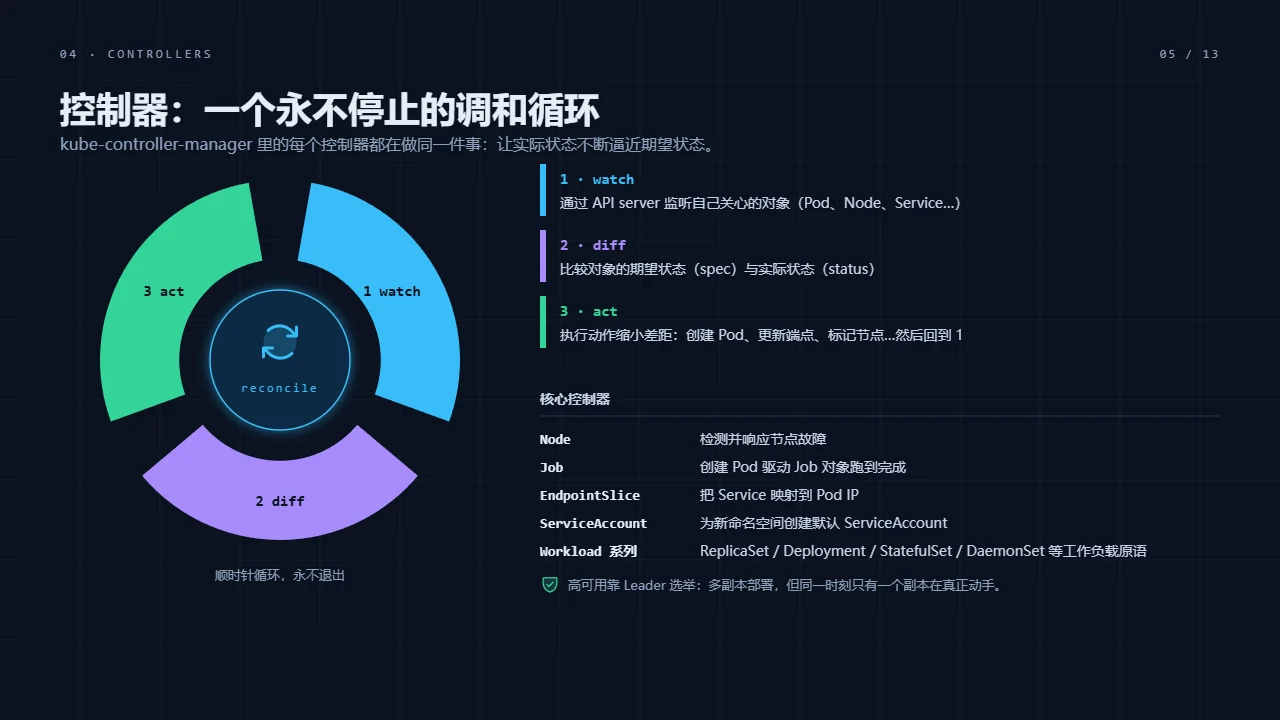 04 · CONTROLLERS
05 / 13
控制器：一个永不停止的调和循环
kube-controller-manager 里的每个控制器都在做同一件事：让实际状态不断逼近期望状态。
3 act
1 watch
reconcile
2 diff
顺时针循环，永不退出
1 · watch
通过 API server 监听自己关心的对象（Pod、Node、Service…）
2 · diff
比较对象的期望状态（spec）与实际状态（status）
3 · act
执行动作缩小差距：创建 Pod、更新端点、标记节点…然后回到 1
核心控制器
Node 检测并响应节点故障
Job 创建 Pod 驱动 Job 对象跑到完成
EndpointSlice 把 Service 映射到 Pod IP
ServiceAccount 为新命名空间创建默认 ServiceAccount
Workload 系列 ReplicaSet / Deployment / StatefulSet / DaemonSet 等工作负载原语
高可用靠 Leader 选举：多副本部署，但同一时刻只有一个副本在真正动手。